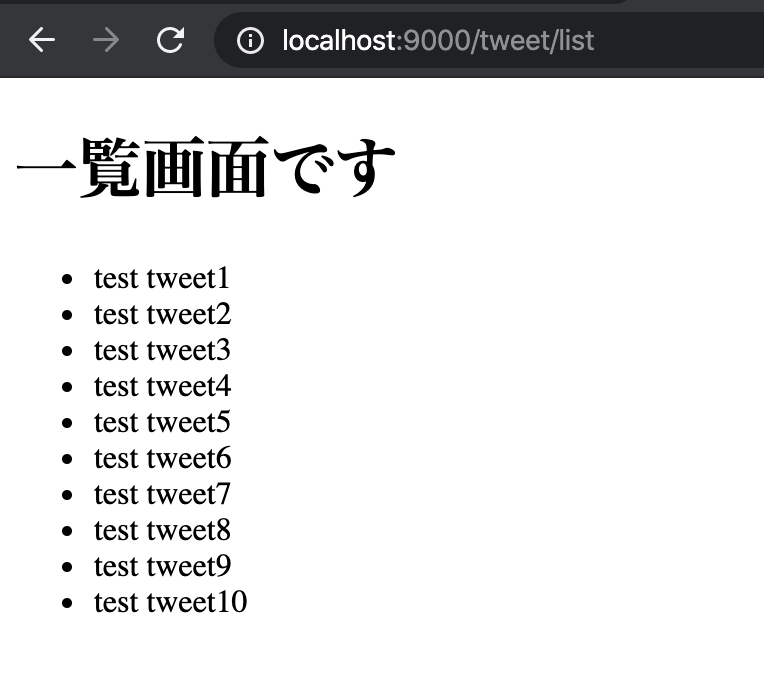 localhost:9000/tweet/list
一覧画面です
test tweet1
test tweet2
test tweet3
test tweet4
test tweet5
test tweet6
test tweet7
test tweet8
test tweet9
test tweet10